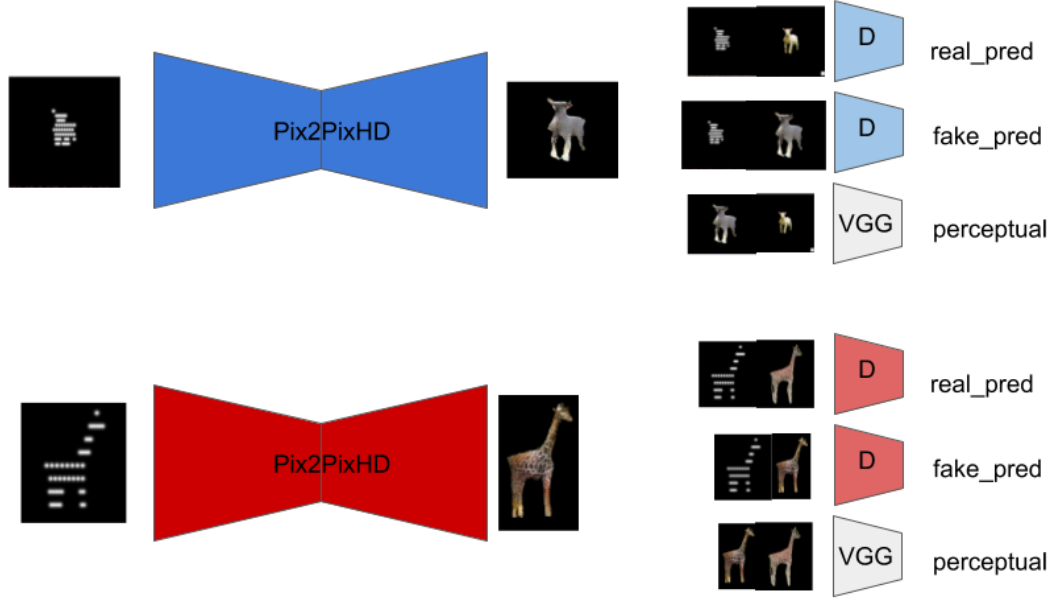 Pix2PixHD
D
real_pred
D
fake_pred
VGG
perceptual
Pix2PixHD
D
real_pred
D
fake_pred
VGG
perceptual